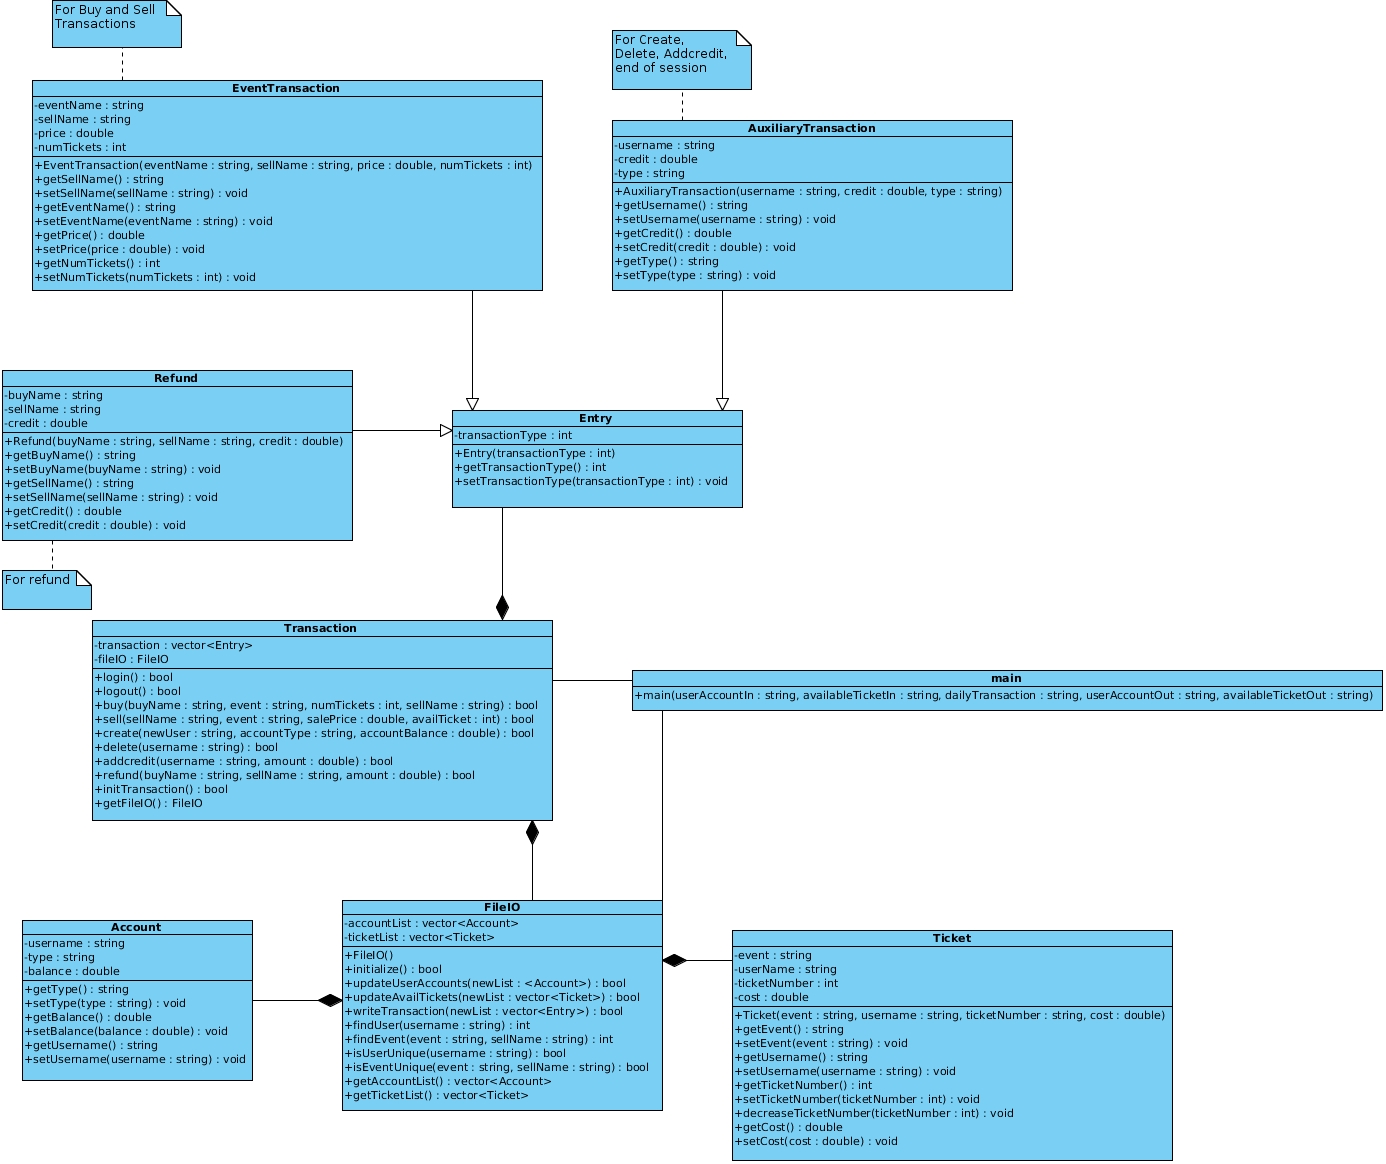 For Buy and Sell
Transactions
For Create,
Delete, Addcredit,
end of session
EventTransaction
-eventName : string
-sellName : string
-price : double
-numTickets : int
+EventTransaction(eventName : string, sellName : string, price : double, numTickets : int)
+getSellName() : string
+setSellName(sellName : string) : void
+getEventName() : string
+setEventName(eventName : string) : void
+getPrice() : double
+setPrice(price : double) : void
+getNumTickets() : int
+setNumTickets(numTickets : int) : void
AuxiliaryTransaction
-username : string
-credit : double
-type : string
+AuxiliaryTransaction(username : string, credit : double, type : string)
+getUsername() : string
+setUsername(username : string) : void
+getCredit() : double
+setCredit(credit : double) : void
+getType() : string
+setType(type : string) : void
Refund
-buyName : string
-sellName : string
-credit : double
+Refund(buyName : string, sellName : string, credit : double)
+getBuyName() : string
+setBuyName(buyName : string) : void
+getSellName() : string
+setSellName(sellName : string) : void
+getCredit() : double
+setCredit(credit : double) : void
For refund
Entry
-transactionType : int
+Entry(transactionType : int)
+getTransactionType() : int
+setTransactionType(transactionType : int) : void
Transaction
-transaction : vector<Entry>
-fileIO : FileIO
+login() : bool
+logout() : bool
+buy(buyName : string, event : string, numTickets : int, sellName : string) : bool
+sell(sellName : string, event : string, salePrice : double, availTicket : int) : bool
+create(newUser : string, accountType : string, accountBalance : double) : bool
+delete(username : string) : bool
+addcredit(username : string, amount : double) : bool
+refund(buyName : string, sellName : string, amount : double) : bool
+initTransaction() : bool
+getFileIO() : FileIO
main
+main(userAccountIn : string, availableTicketIn : string, dailyTransaction : string, userAccountOut : string, availableTicketOut : string)
Account
-username : string
-type : string
-balance : double
+getType() : string
+setType(type : string) : void
+getBalance() : double
+setBalance(balance : double) : void
+getUsername() : string
+setUsername(username : string) : void
FileIO
-accountList : vector<Account>
-ticketList : vector<Ticket>
+FileIO()
+initialize() : bool
+updateUserAccounts(newList : <Account>) : bool
+updateAvailTickets(newList : vector<Ticket>) : bool
+writeTransaction(newList : vector<Entry>) : bool
+findUser(username : string) : int
+findEvent(event : string, sellName : string) : int
+isUserUnique(username : string) : bool
+isEventUnique(event : string, sellName : string) : bool
+getAccountList() : vector<Account>
+getTicketList() : vector<Ticket>
Ticket
-event : string
-userName : string
-ticketNumber : int
-cost : double
+Ticket(event : string, username : string, ticketNumber : string, cost : double)
+getEvent() : string
+setEvent(event : string) : void
+getUsername() : string
+setUsername(username : string) : void
+getTicketNumber() : int
+setTicketNumber(ticketNumber : int) : void
+decreaseTicketNumber(ticketNumber : int) : void
+getCost() : double
+setCost(cost : double) : void